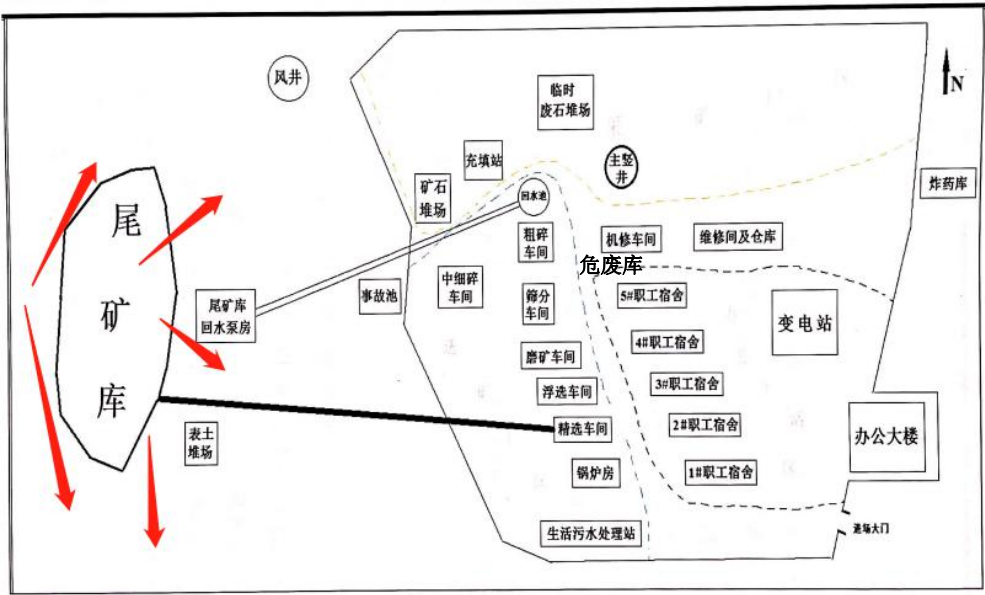 风井
临时
废石堆场
N
充填站
主竖
井
矿石
堆场
炸药库
回水池
尾
矿
库
粗碎
车间
机修车间
维修间及仓库
危废库
中细碎
车间
事故池
尾矿库
回水泵房
筛分
车间
5#职工宿舍
变电站
4#职工宿舍
磨矿车间
3#职工宿舍
浮选车间
精选车间
2#职工宿舍
办公大楼
表土
堆场
锅炉房
1#职工宿舍
生活污水处理站
进场大门